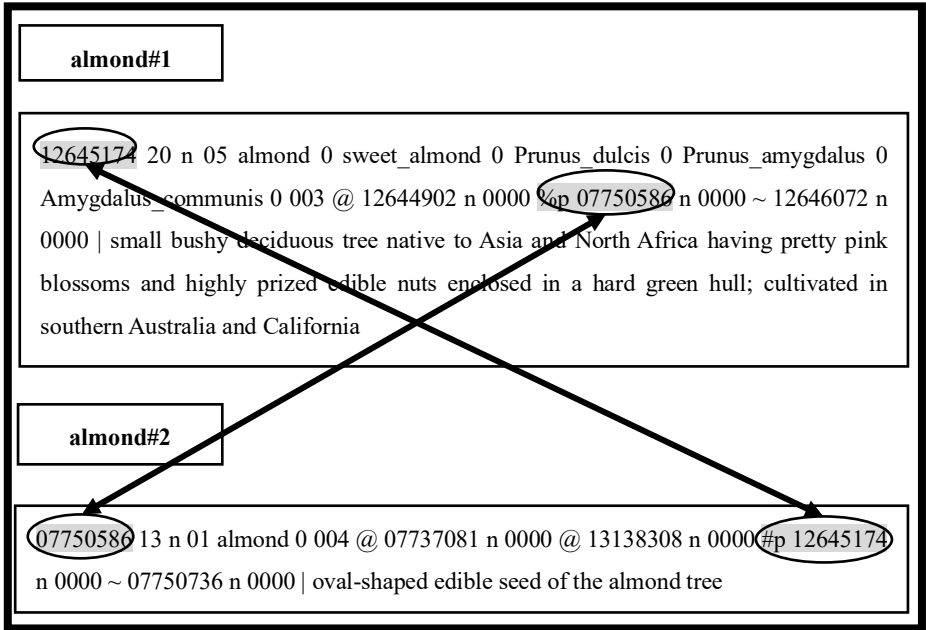 almond#1
12645174 20 n 05 almond 0 sweet_almond 0 Prunus_dulcis 0 Prunus_amygdalus 0
Amygdalus_communis 0 003 @ 12644902 n 0000 %p 07750586 n 0000 ~ 12646072 n
0000 | small bushy deciduous tree native to Asia and North Africa having pretty pink
blossoms and highly prized edible nuts enclosed in a hard green hull; cultivated in
southern Australia and California
almond#2
07750586 13 n 01 almond 0 004 @ 07737081 n 0000 @ 13138308 n 0000 #p 12645174
n 0000 ~ 07750736 n 0000 | oval-shaped edible seed of the almond tree